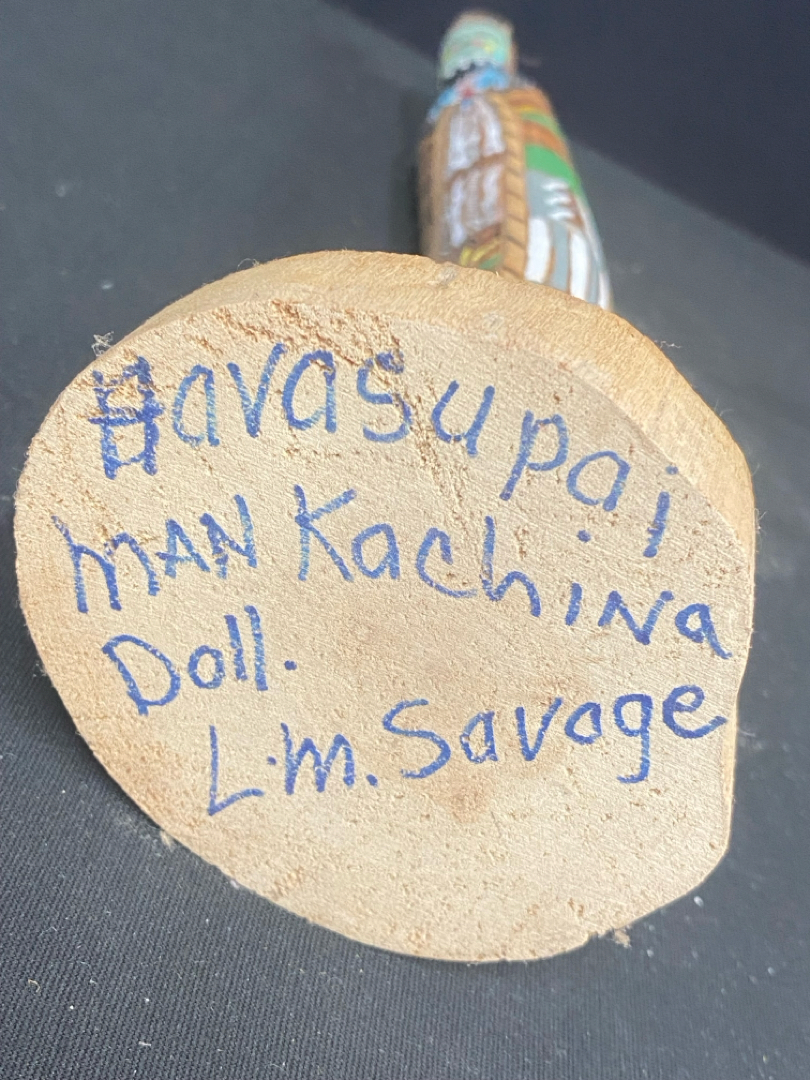 Havasupai
MAN Kachina
Doll.
L.M. Savage